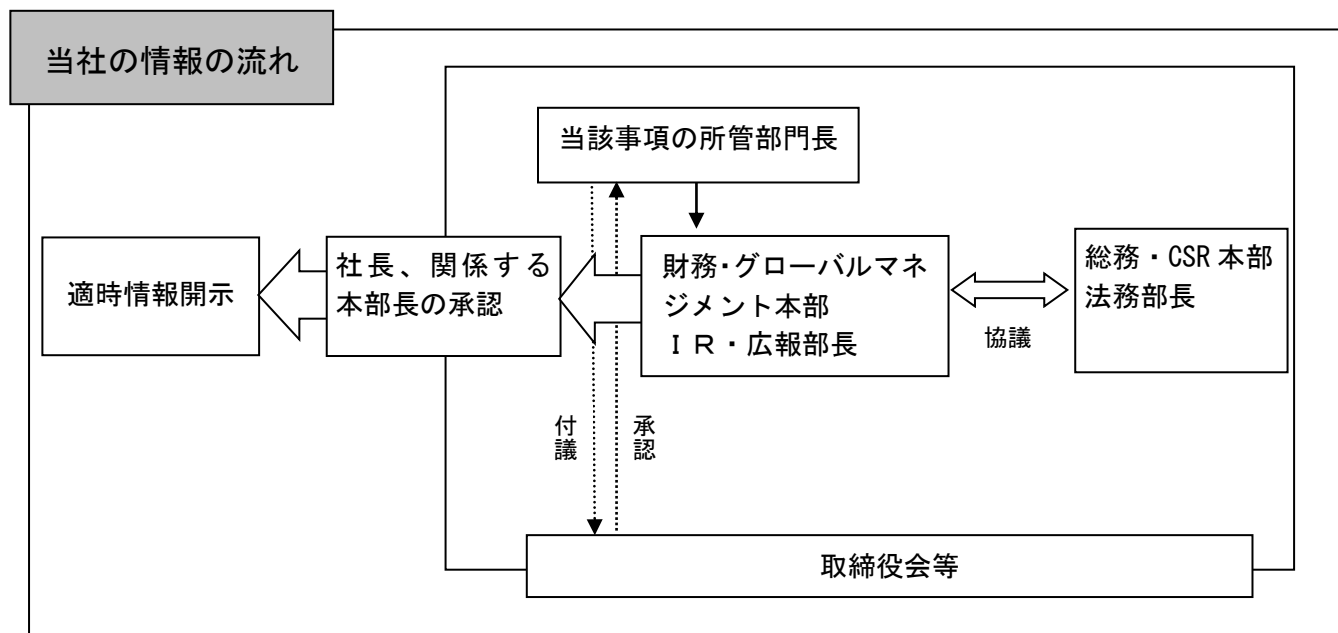 当社の情報の流れ
当該事項の所管部門長
適時情報開示
社長、関係する
本部長の承認
財務・グローバルマネ
ジメント本部
ＩＲ・広報部長
協議
総務・CSR 本部
法務部長
付議
承認
取締役会等